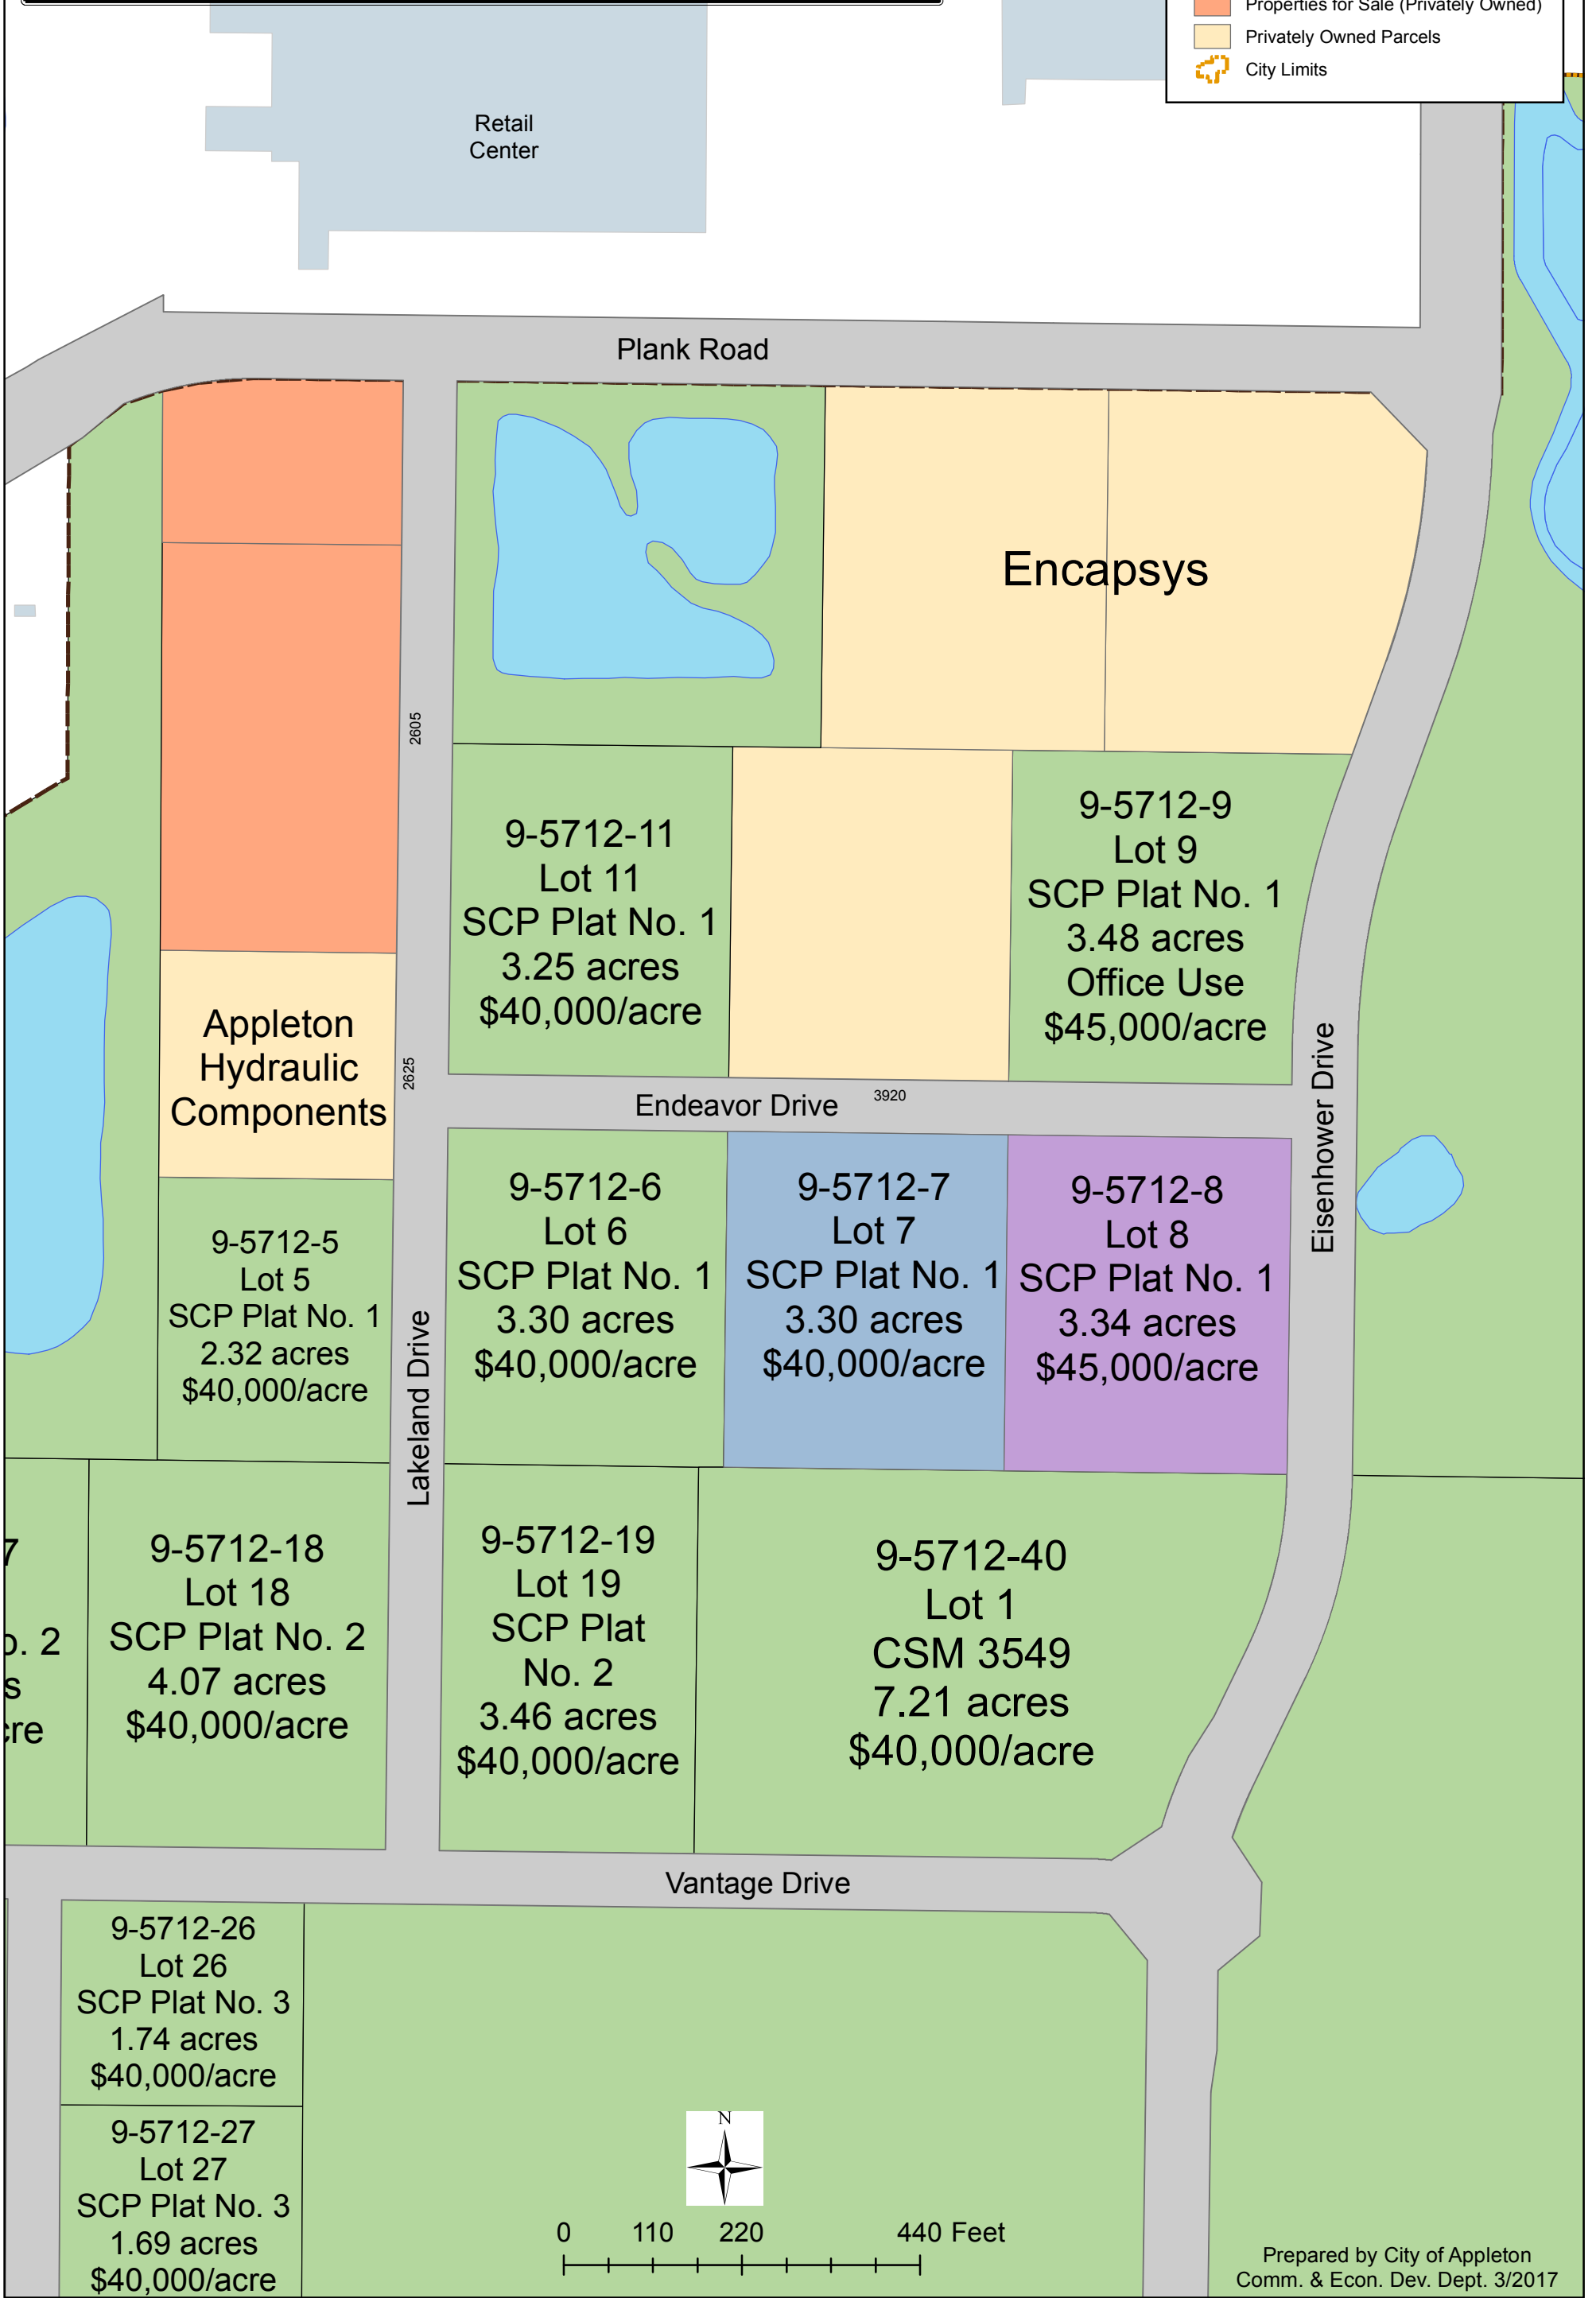 Properties for Sale (Privately Owned)
Privately Owned Parcels
City Limits
Retail
Center
Plank Road
Encapsys
2605
9-5712-11
Lot 11
SCP Plat No. 1
3.25 acres
$40,000/acre
9-5712-9
Lot 9
SCP Plat No. 1
3.48 acres
Office Use
$45,000/acre
Appleton
Hydraulic
Components
2625
Endeavor Drive
3920
Eisenhower Drive
9-5712-5
Lot 5
SCP Plat No. 1
2.32 acres
$40,000/acre
Lakeland Drive
9-5712-6
Lot 6
SCP Plat No. 1
3.30 acres
$40,000/acre
9-5712-7
Lot 7
SCP Plat No. 1
3.30 acres
$40,000/acre
9-5712-8
Lot 8
SCP Plat No. 1
3.34 acres
$45,000/acre
7
o. 2
s
cre
9-5712-18
Lot 18
SCP Plat No. 2
4.07 acres
$40,000/acre
9-5712-19
Lot 19
SCP Plat
No. 2
3.46 acres
$40,000/acre
9-5712-40
Lot 1
CSM 3549
7.21 acres
$40,000/acre
Vantage Drive
9-5712-26
Lot 26
SCP Plat No. 3
1.74 acres
$40,000/acre
9-5712-27
Lot 27
SCP Plat No. 3
1.69 acres
$40,000/acre
N
0 110 220 440 Feet
Prepared by City of Appleton
Comm. & Econ. Dev. Dept. 3/2017